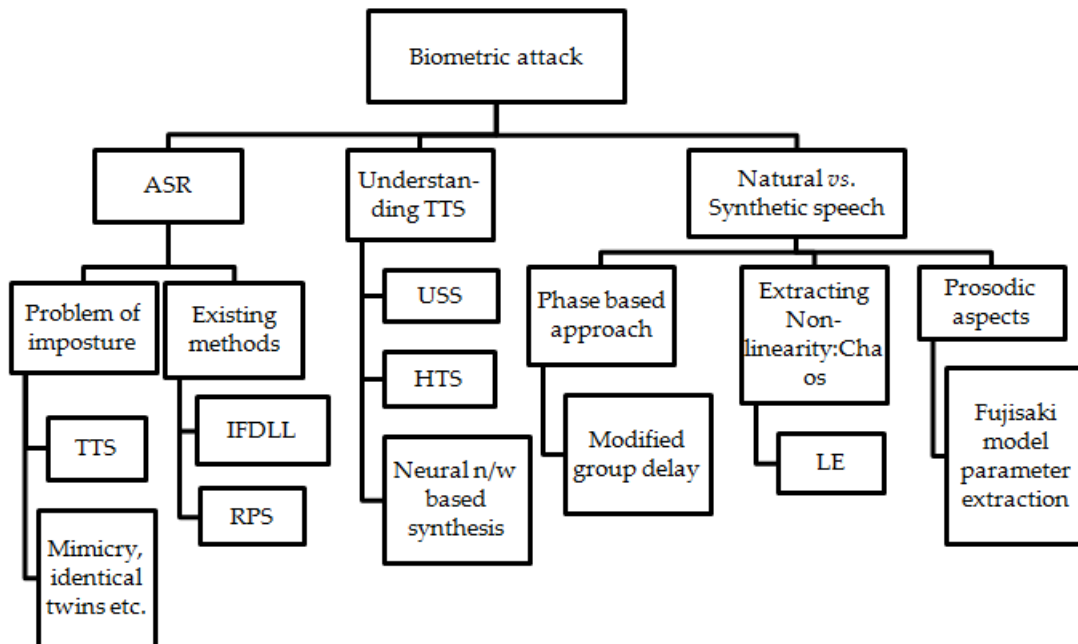 Biometric attack
ASR
Understan-
ding TTS
Natural vs.
Synthetic speech
Problem of
imposture
Existing
methods
USS
Phase based
approach
Extracting
Non-
linearity:Cha
os
Prosodic
aspects
HTS
TTS
IFDLL
Neural n/w
based
synthesis
Modified
group delay
LE
Fujisaki
model
parameter
extraction
RPS
Mimicry,
identical
twins etc.